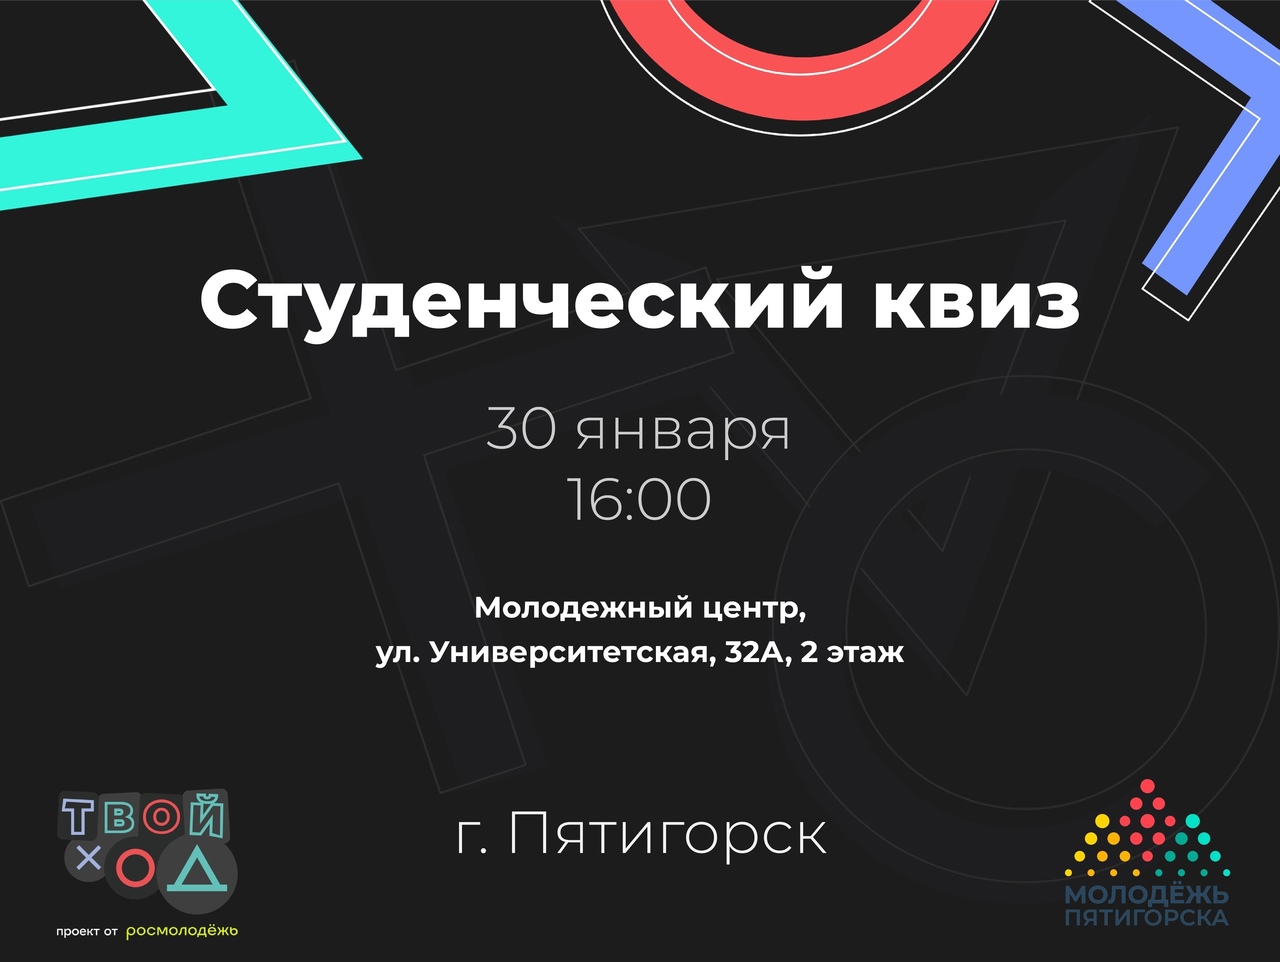 Студенческий квиз
30 января
16:00
Молодежный центр,
ул. Университетская, 32А, 2 этаж
г. Пятигорск
ТВОЙ
ХОД
проект от росмолодёжь
МОЛОДЁЖЬ
ПЯТИГОРСКА